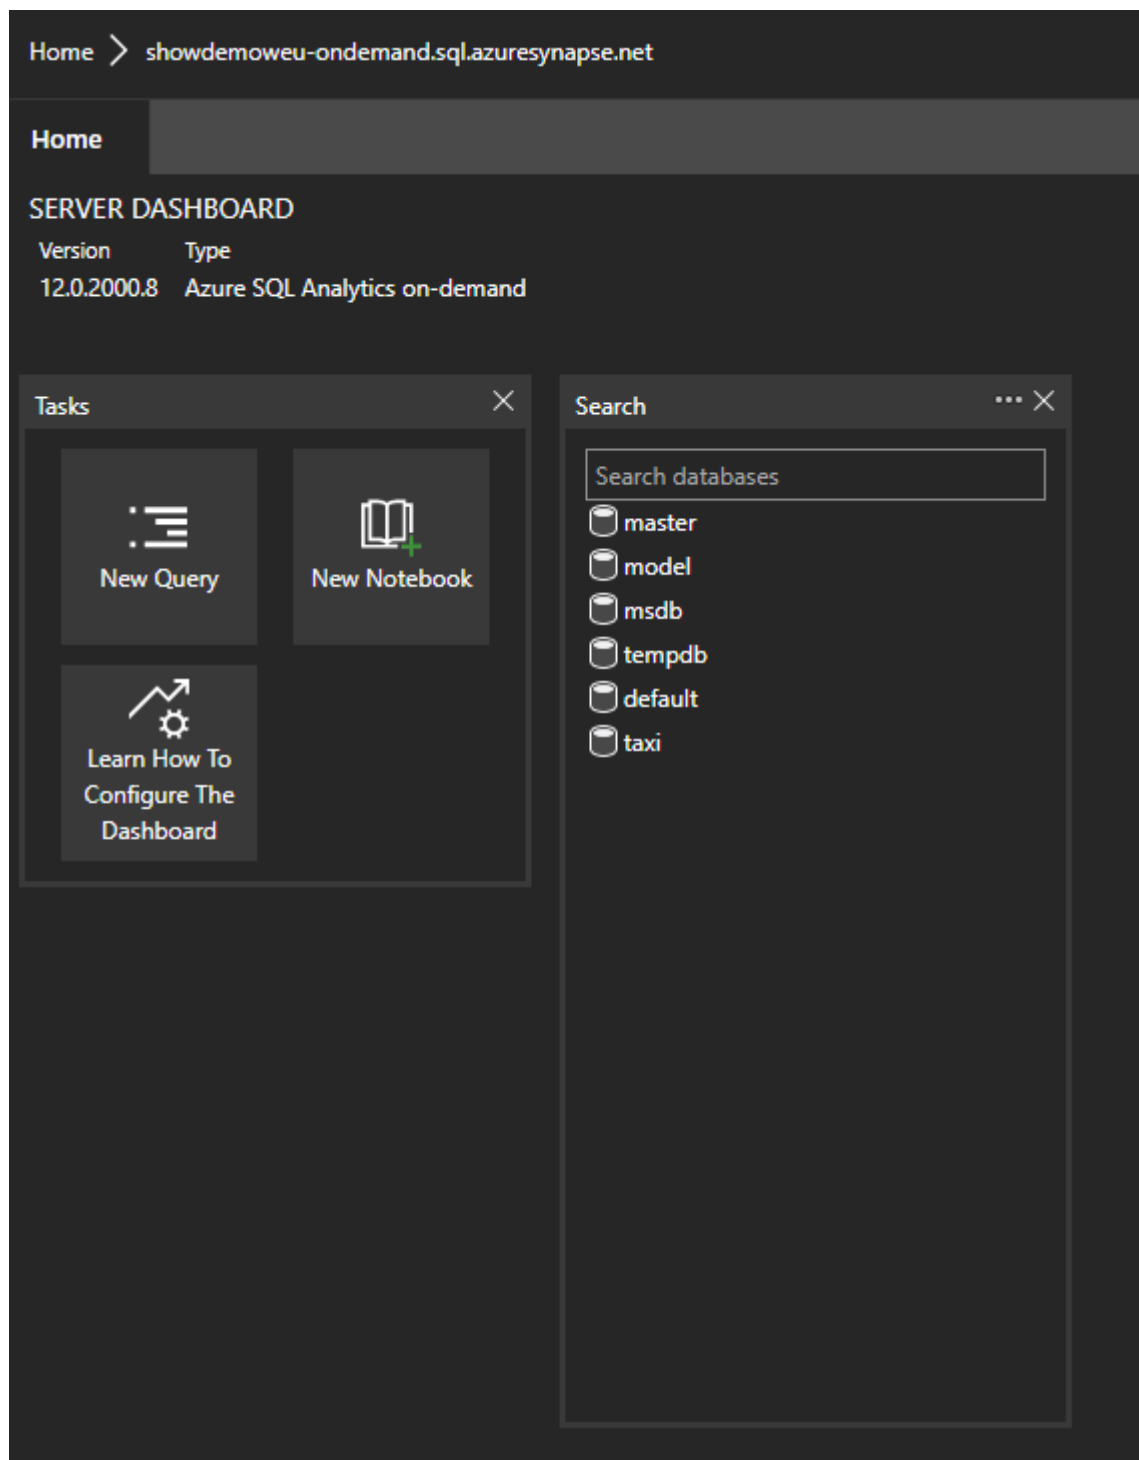 Home showdemoweu-ondemand.sql.azuresynapse.net
Home
SERVER DASHBOARD
Version Type
12.0.2000.8 Azure SQL Analytics on-demand
Tasks
New Query
New Notebook
Learn How To
Configure The
Dashboard
Search
Search databases
master
model
msdb
tempdb
default
taxi